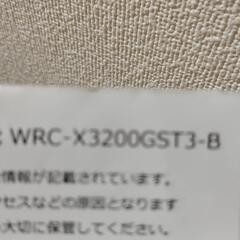 : WRC-X3200GST3-B
情報が記載されています。
セスなどの原因となります
大切に保管してください。